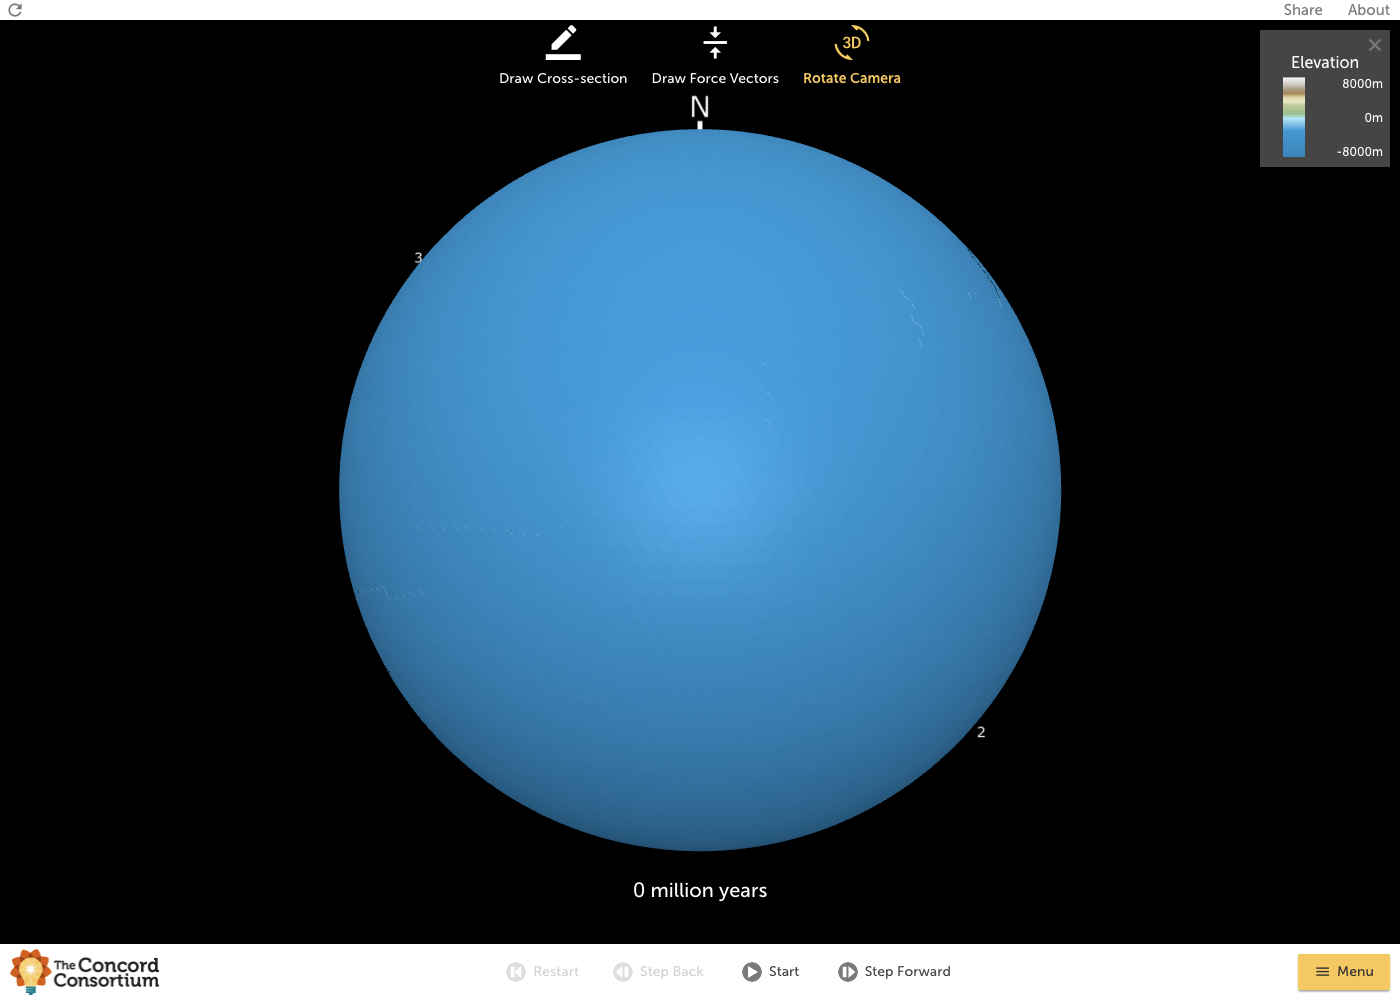 Share About
Draw Cross-section Draw Force Vectors 3D Rotate Camera
Elevation
8000m
0m
-8000m
N
3
2
0 million years
The Concord
Consortium
Restart Step Back Start Step Forward Menu